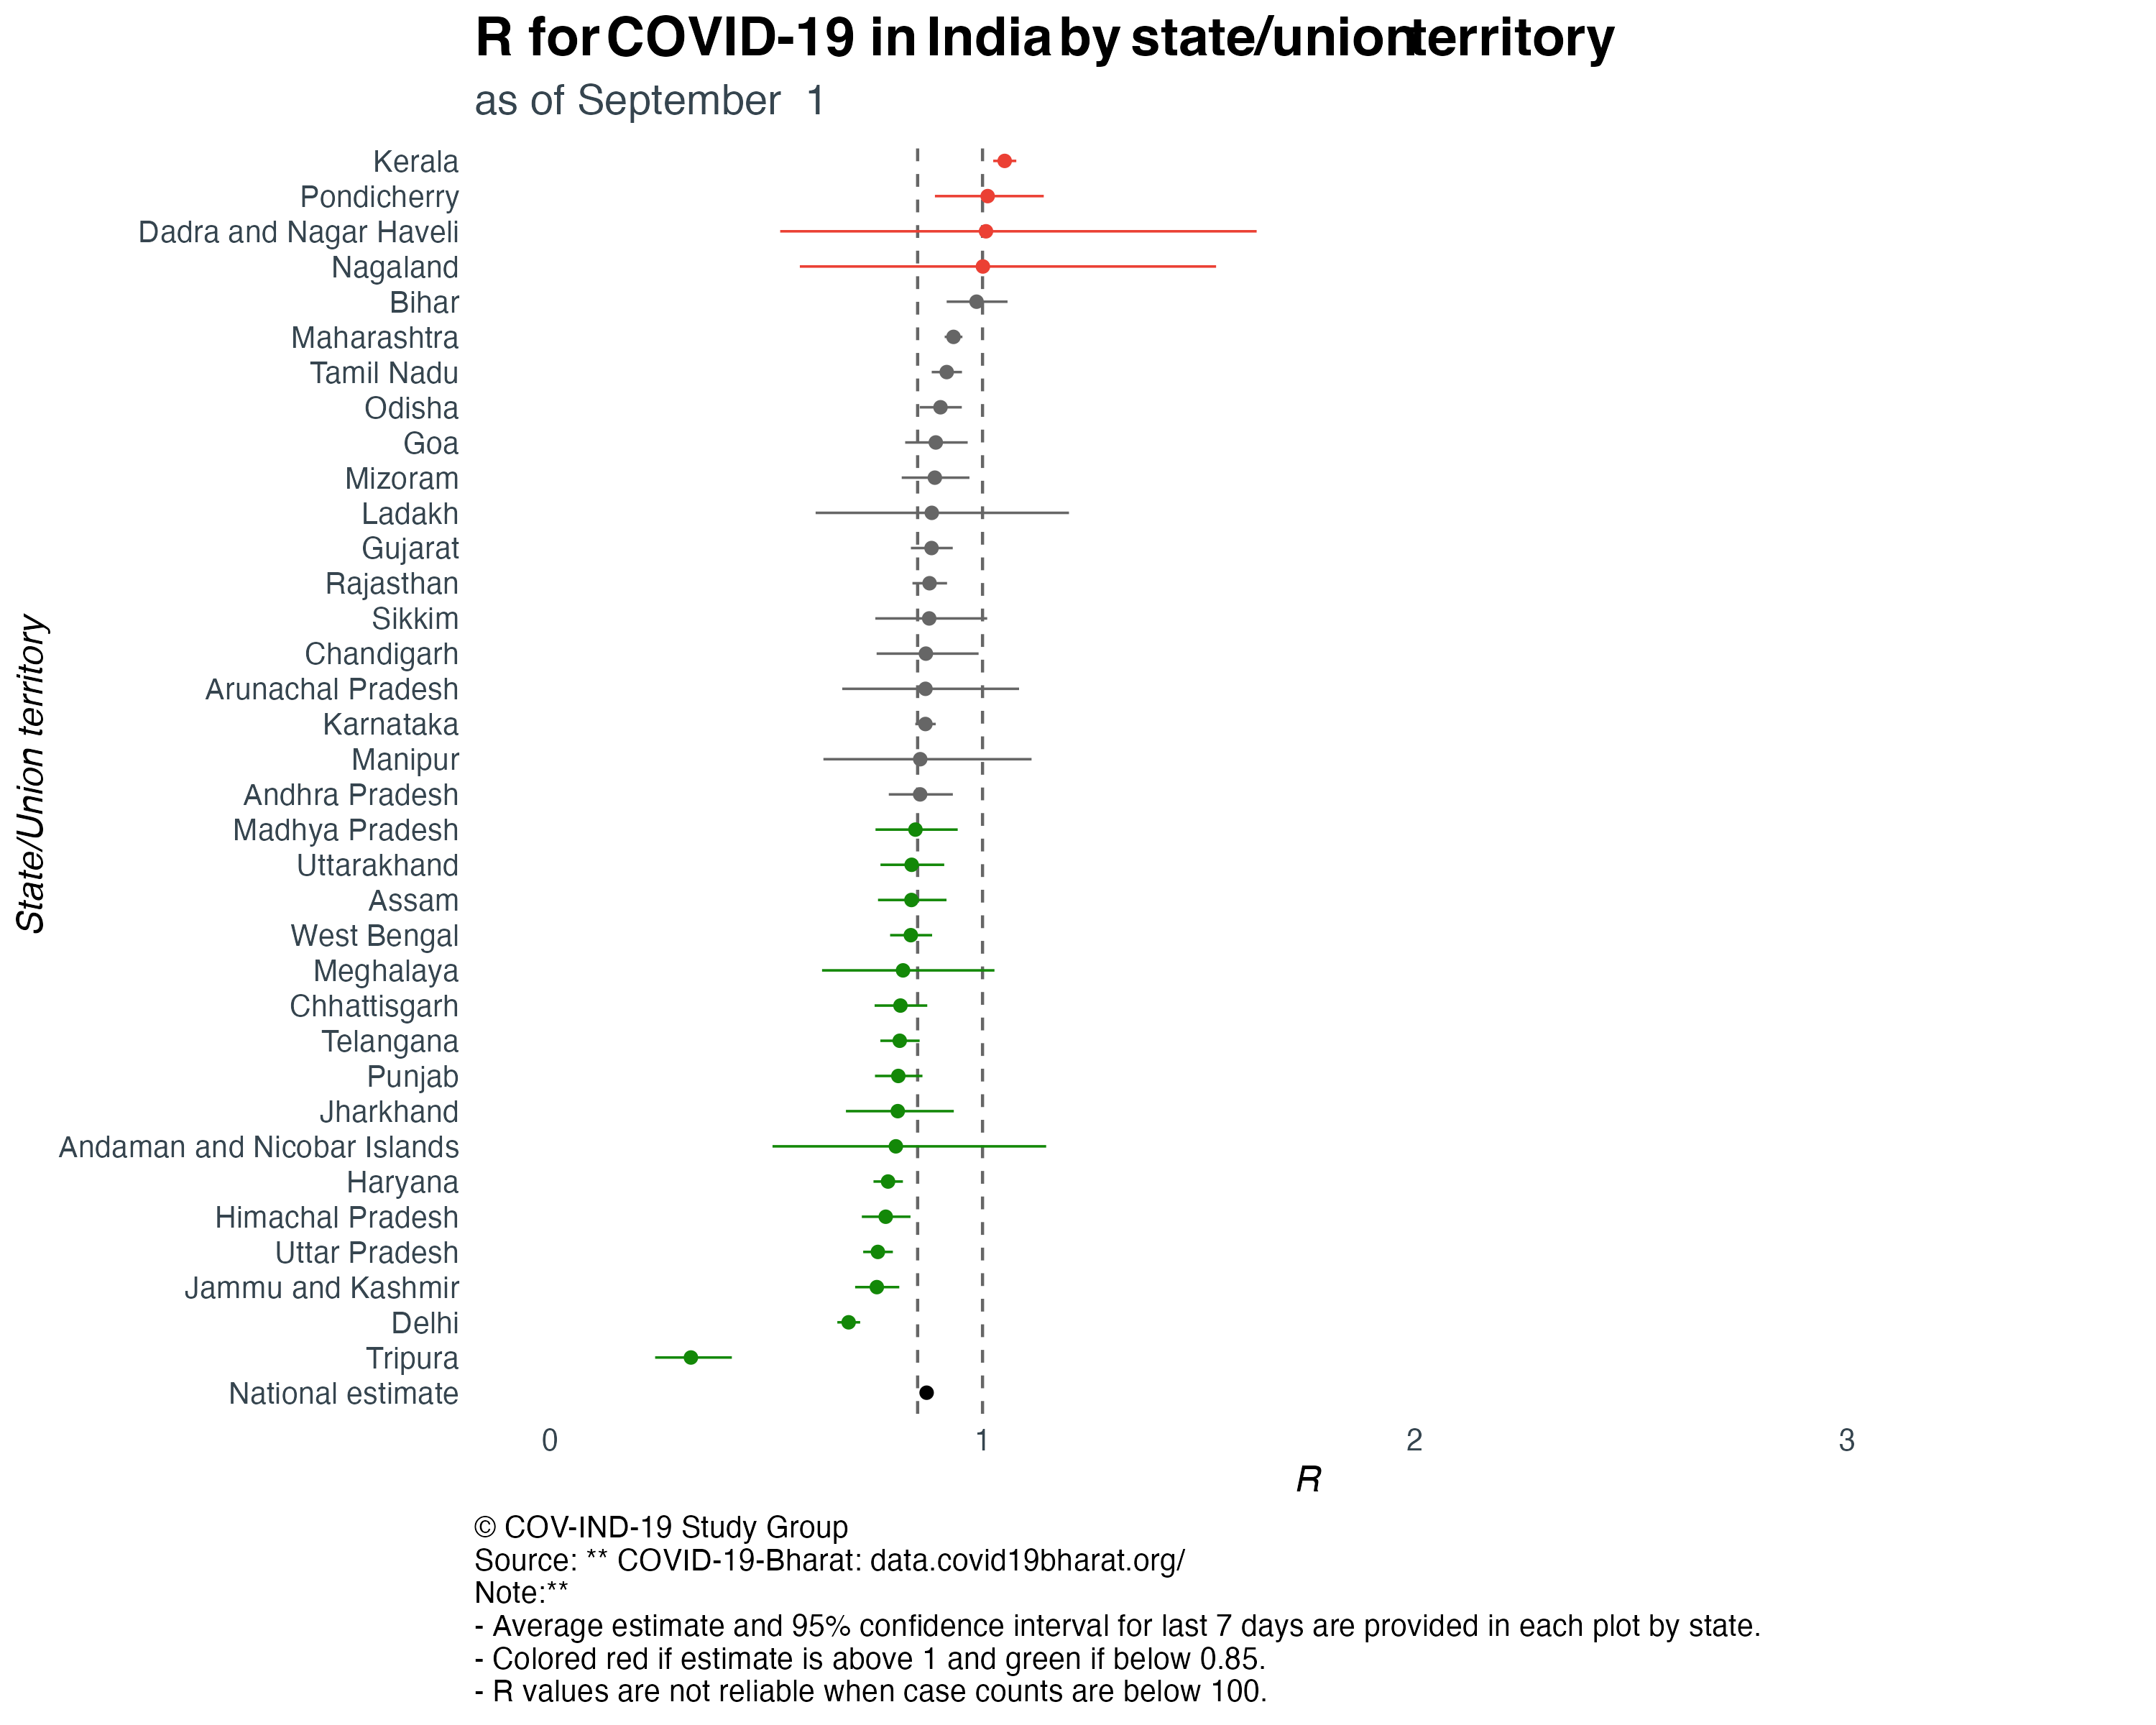 R for COVID-19 in India by state/union territory
as of September 1
Kerala
Pondicherry
Dadra and Nagar Haveli
Nagaland
Bihar
Maharashtra
Tamil Nadu
Odisha
Goa
Mizoram
Ladakh
Gujarat
Rajasthan
Sikkim
Chandigarh
Arunachal Pradesh
Karnataka
Manipur
Andhra Pradesh
Madhya Pradesh
Uttarakhand
Assam
West Bengal
Meghalaya
Chhattisgarh
Telangana
Punjab
Jharkhand
Andaman and Nicobar Islands
Haryana
Himachal Pradesh
Uttar Pradesh
Jammu and Kashmir
Delhi
Tripura
National estimate
State/Union territory
0 1 2 3
R
© COV-IND-19 Study Group
Source: ** COVID-19-Bharat: data.covid19bharat.org/
Note:**
- Average estimate and 95% confidence interval for last 7 days are provided in each plot by state.
- Colored red if estimate is above 1 and green if below 0.85.
- R values are not reliable when case counts are below 100.